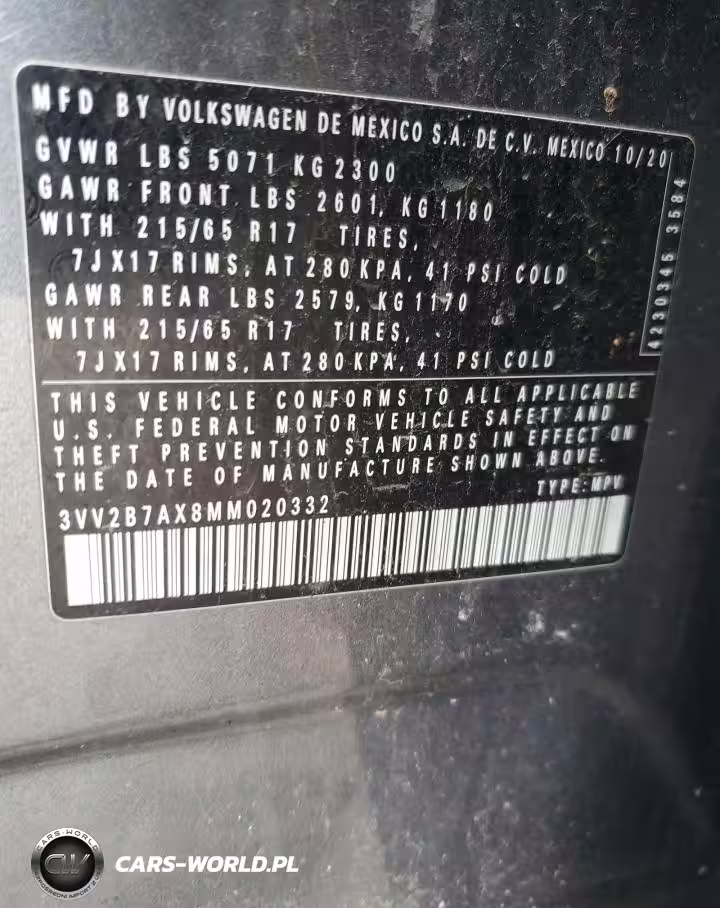 MFD BY VOLKSWAGEN DE MEXICO S.A. DE C.V. MEXICO 10/20
GVWR LBS 5071 KG 2300
GAWR FRONT LBS 2601, KG 1180
WITH 215/65 R17 TIRES,
7JX17 RIMS, AT 280 KPA, 41 PSI COLD
GAWR REAR LBS 2579, KG 1170
WITH 215/65 R17 TIRES,
7JX17 RIMS, AT 280 KPA, 41 PSI COLD
4230345 3584
THIS VEHICLE CONFORMS TO ALL APPLICABLE
U.S. FEDERAL MOTOR VEHICLE SAFETY AND
THEFT PREVENTION STANDARDS IN EFFECT ON
THE DATE OF MANUFACTURE SHOWN ABOVE.
TYPE: MPV
3VV2B7AX8MM020332
CARS-WORLD
CW
CARS-WORLD.PL